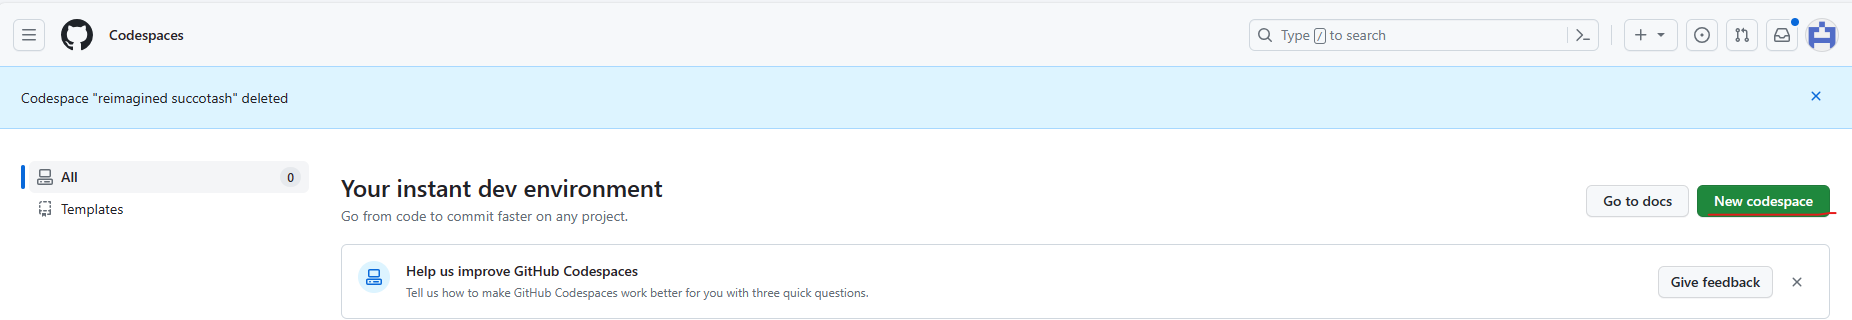 Codespaces
Type / to search
Codespace "reimagined succotash" deleted
All 0
Templates
Your instant dev environment
Go from code to commit faster on any project.
Go to docs
New codespace
Help us improve GitHub Codespaces
Tell us how to make GitHub Codespaces work better for you with three quick questions.
Give feedback